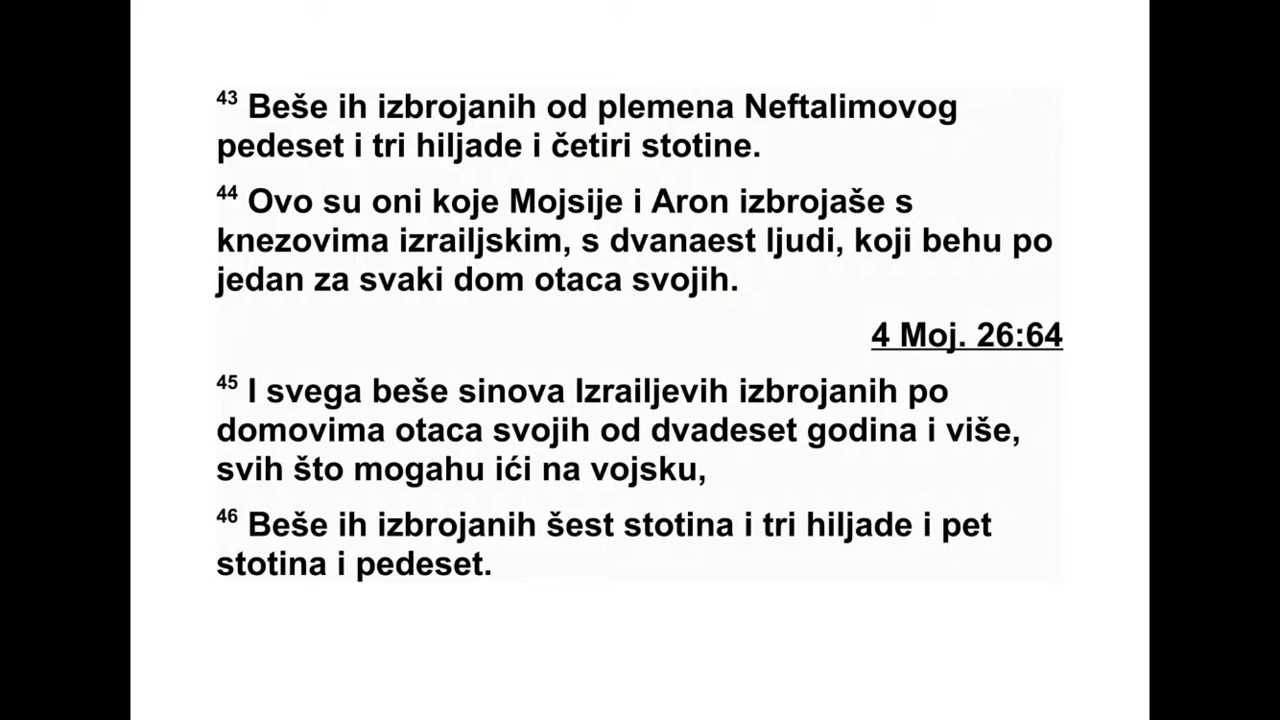 43 Beše ih izbrojanih od plemena Neftalimovog
pedeset i tri hiljade i četiri stotine.
44 Ovo su oni koje Mojsije i Aron izbrojaše s
knezovima izrailjskim, s dvanaest ljudi, koji behu po
jedan za svaki dom otaca svojih.
4 Moj. 26:64
45 I svega beše sinova Izrailjevih izbrojanih po
domovima otaca svojih od dvadeset godina i više,
svih što mogahu ići na vojsku,
46 Beše ih izbrojanih šest stotina i tri hiljade i pet
stotina i pedeset.